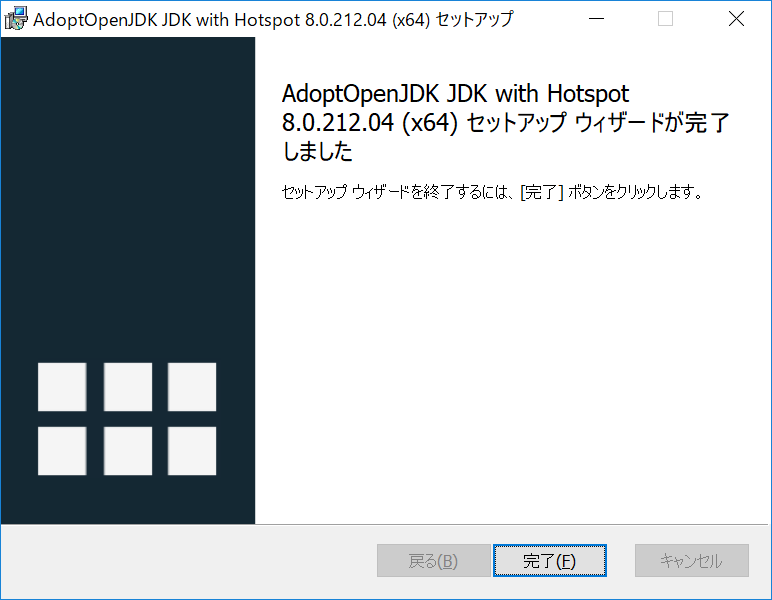 AdoptOpenJDK JDK with Hotspot 8.0.212.04 (x64) セットアップ
AdoptOpenJDK JDK with Hotspot
8.0.212.04 (x64) セットアップ ウィザードが完了
しました
セットアップ ウィザードを終了するには、[完了] ボタンをクリックします。
戻る(B)
完了(F)
キャンセル